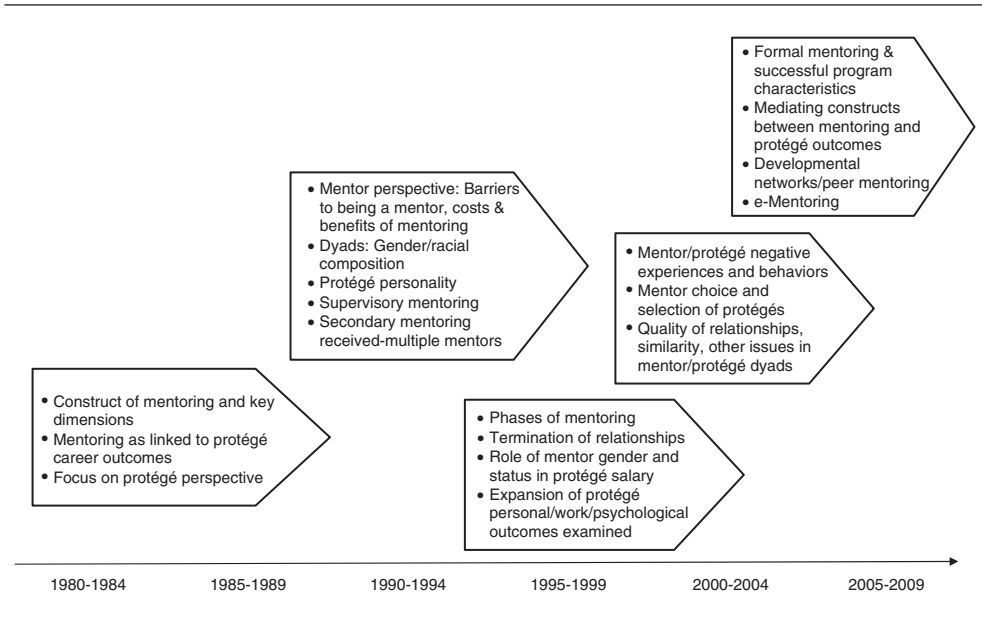 • Construct of mentoring and key
dimensions
• Mentoring as linked to protégé
career outcomes
• Focus on protégé perspective
• Mentor perspective: Barriers
to being a mentor, costs &
benefits of mentoring
• Dyads: Gender/racial
composition
• Protégé personality
• Supervisory mentoring
• Secondary mentoring
received-multiple mentors
• Phases of mentoring
• Termination of relationships
• Role of mentor gender and
status in protégé salary
• Expansion of protégé
personal/work/psychological
outcomes examined
• Mentor/protégé negative
experiences and behaviors
• Mentor choice and
selection of protégés
• Quality of relationships,
similarity, other issues in
mentor/protégé dyads
• Formal mentoring &
successful program
characteristics
• Mediating constructs
between mentoring and
protégé outcomes
• Developmental
networks/peer mentoring
• e-Mentoring
1980-1984 1985-1989 1990-1994 1995-1999 2000-2004 2005-2009